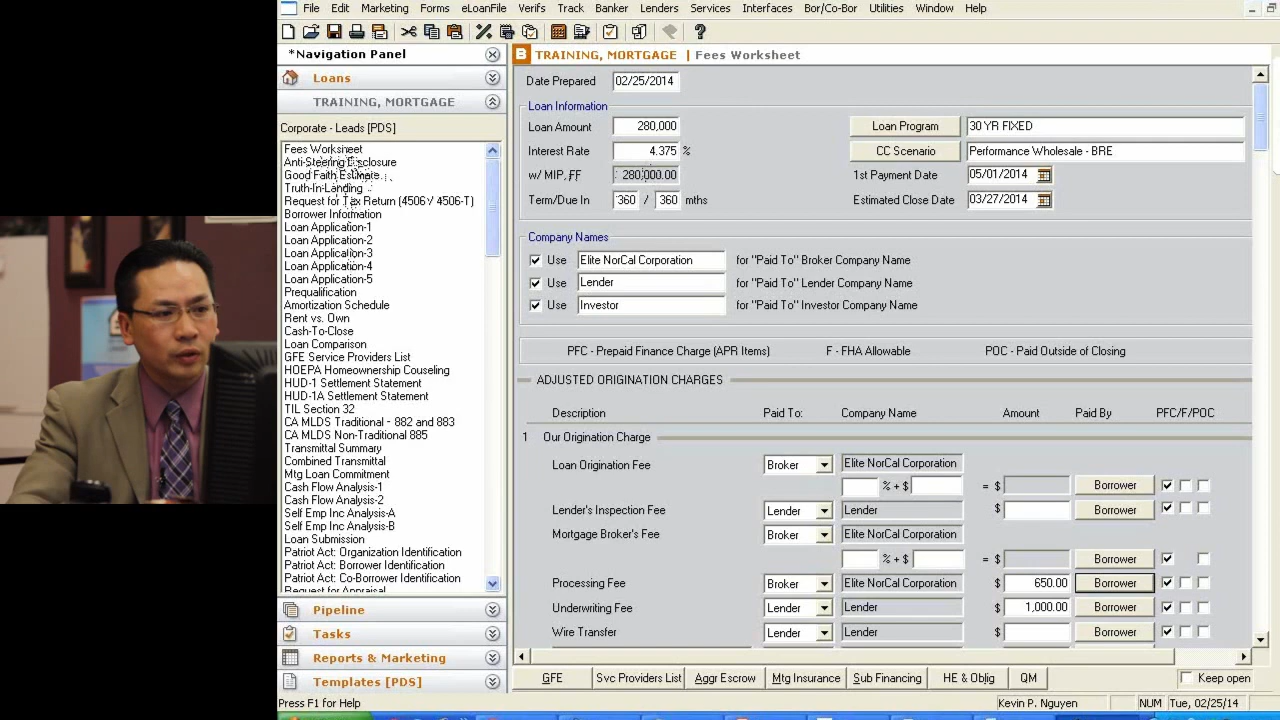 File Edit Marketing Forms eLoanFile Verifs Track Banker Lenders Services Interfaces Bor/Co-Bor Utilities Window Help
*Navigation Panel
Loans
TRAINING, MORTGAGE
Corporate - Leads [PDS]
Fees Worksheet
Anti-Steering Disclosure
Good Faith Estimate
Truth-In-Landing
Request for Tax Return (4506 / 4506-T)
Borrower Information
Loan Application-1
Loan Application-2
Loan Application-3
Loan Application-4
Loan Application-5
Prequalification
Amortization Schedule
Rent vs. Own
Cash-To-Close
Loan Comparison
GFE Service Providers List
HOEPA Homeownership Couseling
HUD-1 Settlement Statement
HUD-1A Settlement Statement
TIL Section 32
CA MLDS Traditional - 882 and 883
CA MLDS Non-Traditional 885
Transmittal Summary
Combined Transmittal
Mtg Loan Commitment
Cash Flow Analysis-1
Cash Flow Analysis-2
Self Emp Inc Analysis-A
Self Emp Inc Analysis-B
Loan Submission
Patriot Act: Organization Identification
Patriot Act: Borrower Identification
Patriot Act: Co-Borrower Identification
Request for Appraisal
Pipeline
Tasks
Reports & Marketing
Templates [PDS]
B TRAINING, MORTGAGE | Fees Worksheet
Date Prepared 02/25/2014
Loan Information
Loan Amount 280,000 Loan Program 30 YR FIXED
Interest Rate 4.375 % CC Scenario Performance Wholesale - BRE
w/ MIP, FF 280,000.00 1st Payment Date 05/01/2014
Term/Due In 360 / 360 mths Estimated Close Date 03/27/2014
Company Names
Use Elite NorCal Corporation for "Paid To" Broker Company Name
Use Lender for "Paid To" Lender Company Name
Use Investor for "Paid To" Investor Company Name
PFC - Prepaid Finance Charge (APR Items) F - FHA Allowable POC - Paid Outside of Closing
ADJUSTED ORIGINATION CHARGES
Description Paid To: Company Name Amount Paid By PFC/F/POC
1 Our Origination Charge
Loan Origination Fee Broker Elite NorCal Corporation
% + $ = $ Borrower
Lender's Inspection Fee Lender Lender $ Borrower
Mortgage Broker's Fee Broker Elite NorCal Corporation
% + $ = $ Borrower
Processing Fee Broker Elite NorCal Corporation $ 650.00 Borrower
Underwriting Fee Lender Lender $ 1,000.00 Borrower
Wire Transfer Lender Lender $ Borrower
GFE Svc Providers List Aggr Escrow Mtg Insurance Sub Financing HE & Oblig QM Keep open
Press F1 for Help Kevin P. Nguyen NUM Tue, 02/25/14